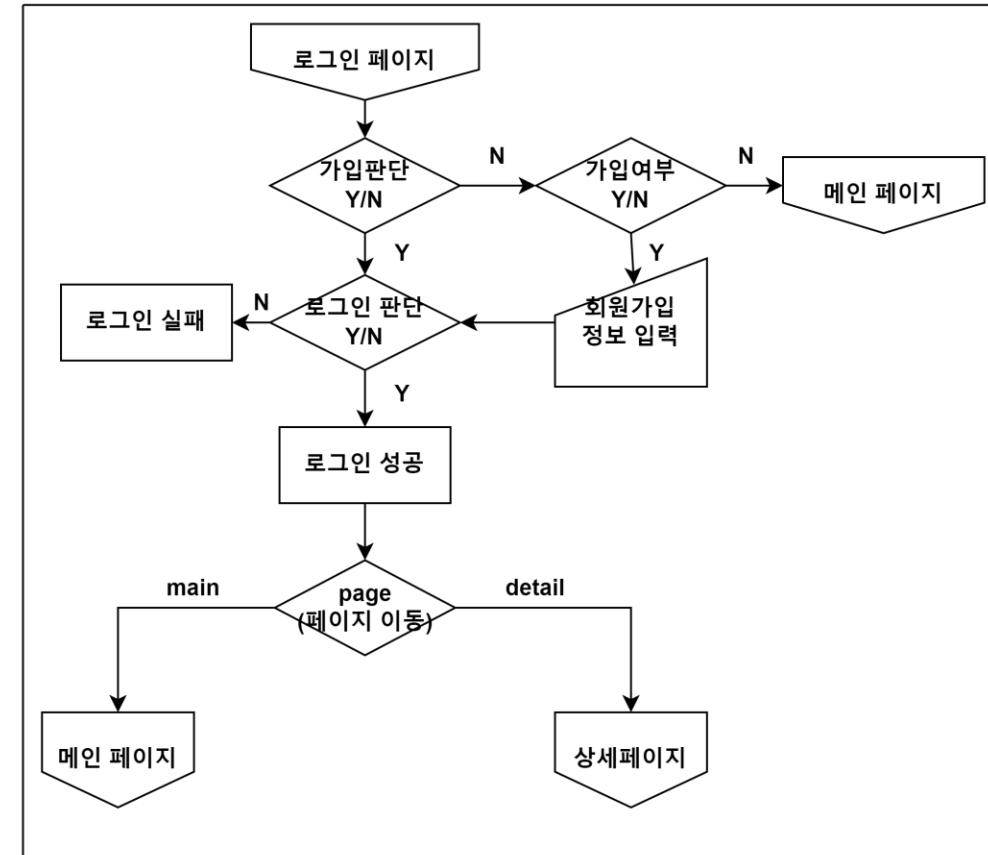 로그인 페이지
가입판단
Y/N
N
가입여부
Y/N
N
메인 페이지
Y
Y
로그인 실패
N
로그인 판단
Y/N
회원가입
정보 입력
Y
로그인 성공
main
page
(페이지 이동)
detail
메인 페이지
상세페이지